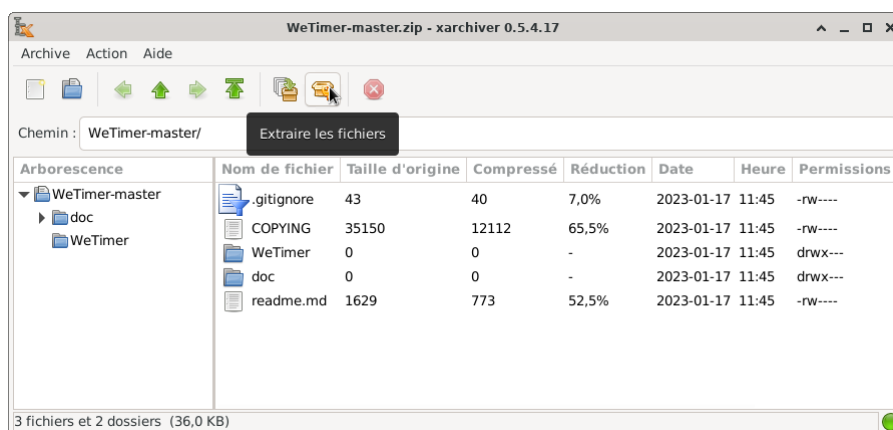 WeTimer-master.zip - xarchiver 0.5.4.17
Archive Action Aide
Chemin : WeTimer-master/
Extraire les fichiers
Arborescence
WeTimer-master
doc
WeTimer
Nom de fichier Taille d'origine Compressé Réduction Date Heure Permissions
.gitignore 43 40 7,0% 2023-01-17 11:45 -rw----
COPYING 35150 12112 65,5% 2023-01-17 11:45 -rw----
WeTimer 0 0 - 2023-01-17 11:45 drwx---
doc 0 0 - 2023-01-17 11:45 drwx---
readme.md 1629 773 52,5% 2023-01-17 11:45 -rw----
3 fichiers et 2 dossiers (36,0 KB)